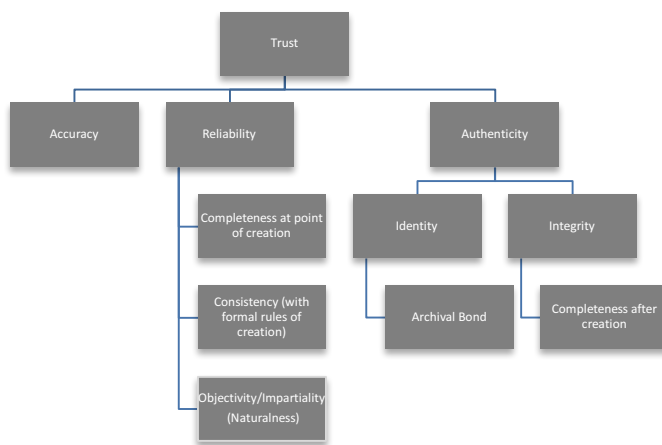 Trust
Accuracy
Reliability
Authenticity
Completeness at point
of creation
Identity
Integrity
Consistency (with
formal rules of
creation)
Archival Bond
Completeness after
creation
Objectivity/Impartiality
(Naturalness)